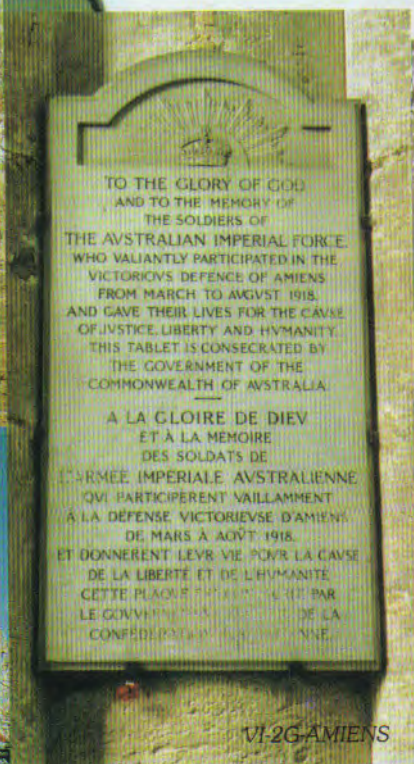 TO THE GLORY OF GOD
AND TO THE MEMORY OF
THE SOLDIERS OF
THE AVSTRALIAN IMPERIAL FORCE
WHO VALIANTLY PARTICIPATED IN THE
VICTORIOVS DEFENCE OF AMIENS
FROM MARCH TO AVGVST 1918.
AND GAVE THEIR LIVES FOR THE CAVSE
OF JVSTICE, LIBERTY AND HVMANITY.
THIS TABLET IS CONSECRATED BY
THE GOVERNMENT OF THE
COMMONWEALTH OF AVSTRALIA.
A LA GLOIRE DE DIEV
ET À LA MEMOIRE
DES SOLDATS DE
L'ARMEE IMPERIALE AVSTRALIENNE
QVI PARTICIPERENT VAILLAMMENT
À LA DÉFENSE VICTORIEVSE D'AMIENS
DE MARS À AOVT 1918.
ET DONNERENT LEVR VIE POVR LA CAVSE
DE LA LIBERTÉ ET DE L'HVMANITÉ
CETTE PLAQVE PAR
LE DE LA
VI-2G-AMIENS